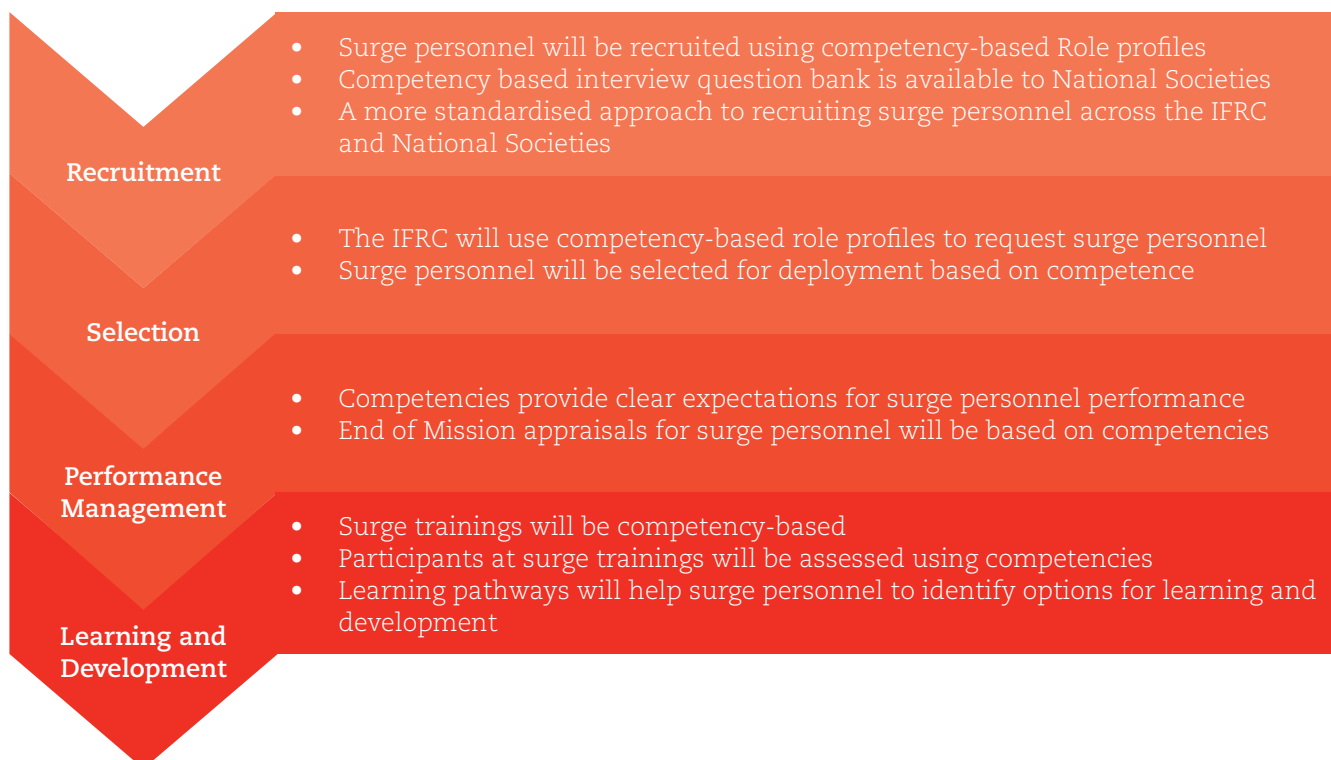 • Surge personnel will be recruited using competency-based Role profiles
• Competency based interview question bank is available to National Societies
• A more standardised approach to recruiting surge personnel across the IFRC
and National Societies
Recruitment
• The IFRC will use competency-based role profiles to request surge personnel
• Surge personnel will be selected for deployment based on competence
Selection
• Competencies provide clear expectations for surge personnel performance
• End of Mission appraisals for surge personnel will be based on competencies
Performance
Management
• Surge trainings will be competency-based
• Participants at surge trainings will be assessed using competencies
• Learning pathways will help surge personnel to identify options for learning and
development
Learning and
Development